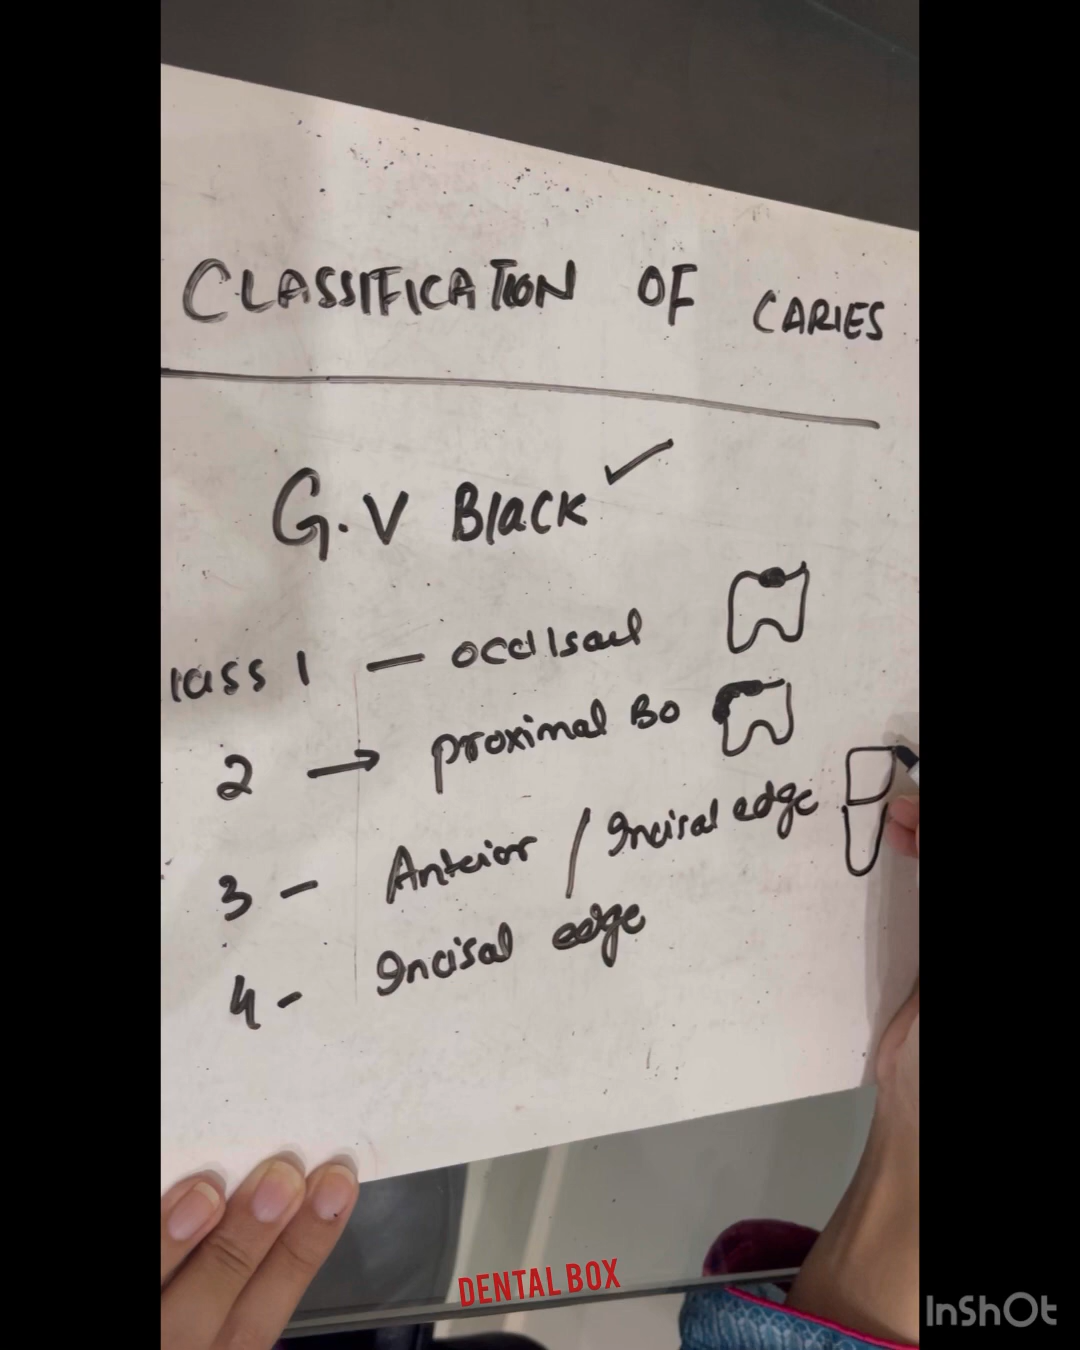 CLASSIFICATION OF CARIES
G.V Black
lass 1 — occlsal
2 → proximal BO
3 - Anterior / Incisal edge
4 - Incisal edge
DENTAL BOX
InShOt